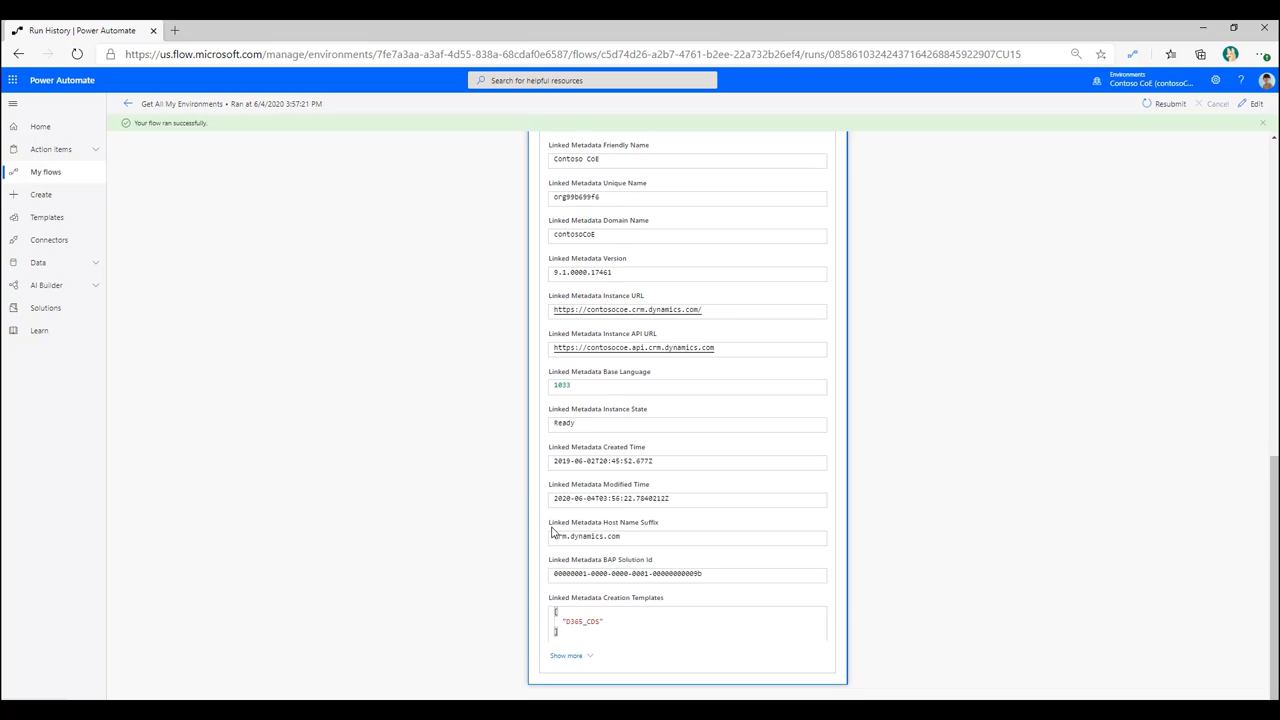 Run History | Power Automate
https://us.flow.microsoft.com/manage/environments/7fe7a3aa-a3af-4d55-838a-68cdaf0e6587/flows/c5d74d26-a2b7-4761-b2ee-22a732b26ef4/runs/08586103242437164268845922907CU15
Power Automate
Search for helpful resources
Environments
Contoso CoE (contosoC...
Get All My Environments • Ran at 6/4/2020 3:57:21 PM
Resubmit
Cancel
Edit
Your flow ran successfully.
Home
Action items
My flows
Create
Templates
Connectors
Data
AI Builder
Solutions
Learn
Linked Metadata Friendly Name
Contoso CoE
Linked Metadata Unique Name
org99b699f6
Linked Metadata Domain Name
contosoCoE
Linked Metadata Version
9.1.0000.17461
Linked Metadata Instance URL
https://contosocoe.crm.dynamics.com/
Linked Metadata Instance API URL
https://contosocoe.api.crm.dynamics.com
Linked Metadata Base Language
1033
Linked Metadata Instance State
Ready
Linked Metadata Created Time
2019-06-02T20:45:52.677Z
Linked Metadata Modified Time
2020-06-04T03:56:22.7840212Z
Linked Metadata Host Name Suffix
crm.dynamics.com
Linked Metadata BAP Solution Id
00000001-0000-0000-0001-00000000009b
Linked Metadata Creation Templates
[
"D365_CDS"
]
Show more